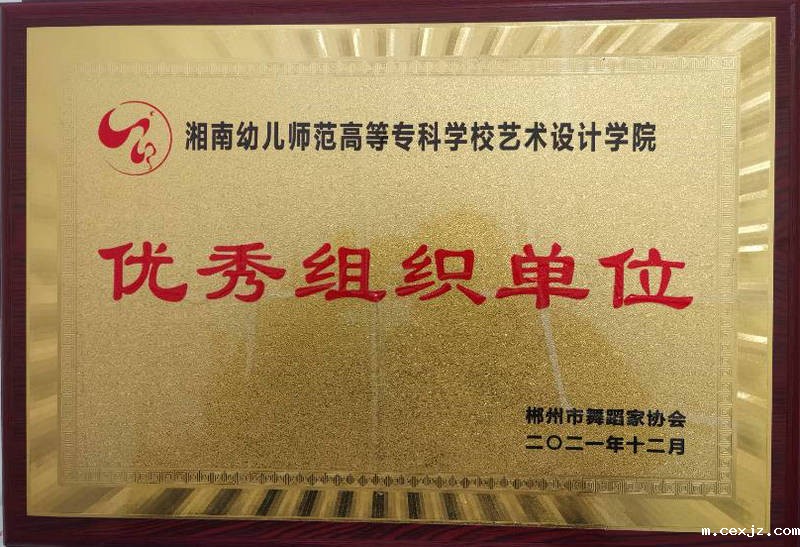 湘南幼儿师范高等专科学校艺术设计学院
优秀组织单位
郴州市舞蹈家协会
二〇二一年十二月
m.cexjz.com